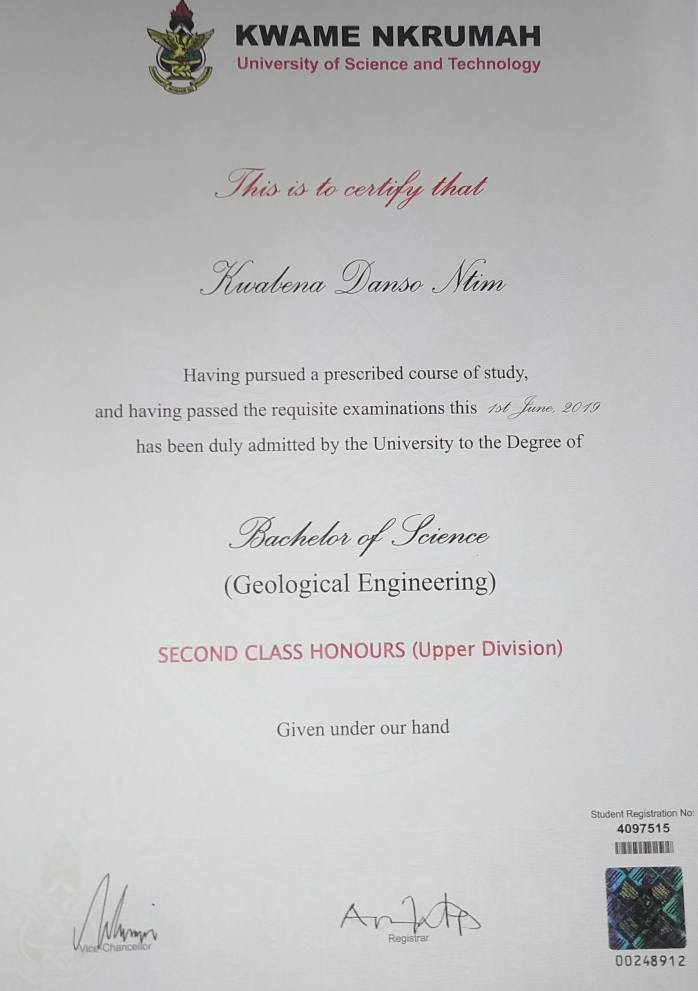 KWAME NKRUMAH
University of Science and Technology
This is to certify that
Kwabena Danso Ntim
Having pursued a prescribed course of study,
and having passed the requisite examinations this 1st June, 2019
has been duly admitted by the University to the Degree of
Bachelor of Science
(Geological Engineering)
SECOND CLASS HONOURS (Upper Division)
Given under our hand
Student Registration No:
4097515
Vice-Chancellor
Registrar
00248912